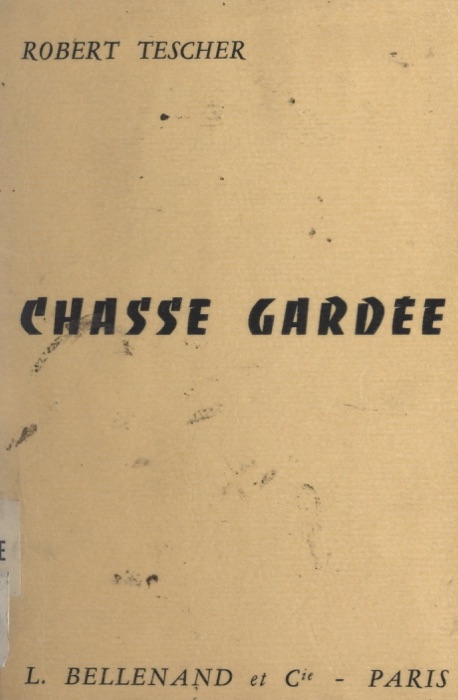 ROBERT TESCHER
CHASSE GARDÉE
E
L. BELLENAND et Cie - PARIS